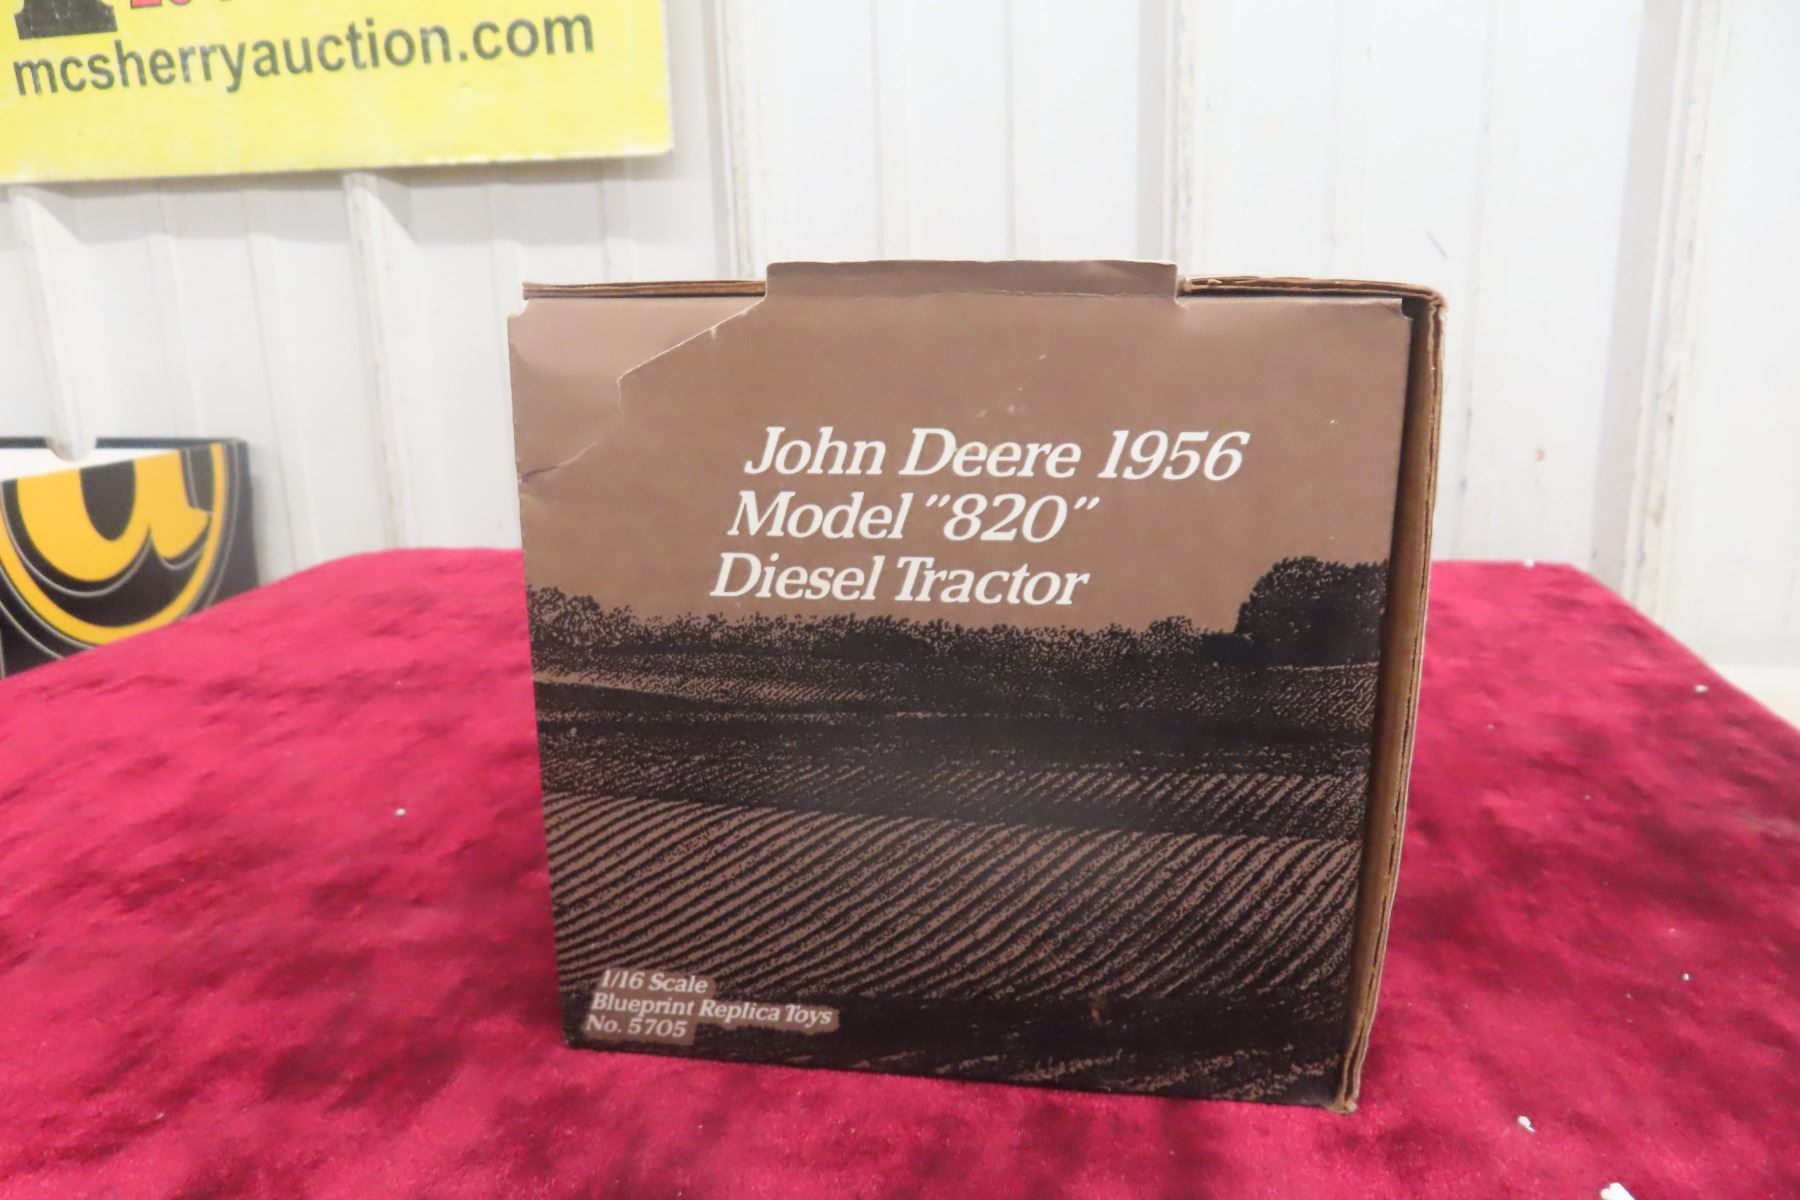 mcsherryauction.com
John Deere 1956
Model "820"
Diesel Tractor
1/16 Scale
Blueprint Replica Toys
No. 5705